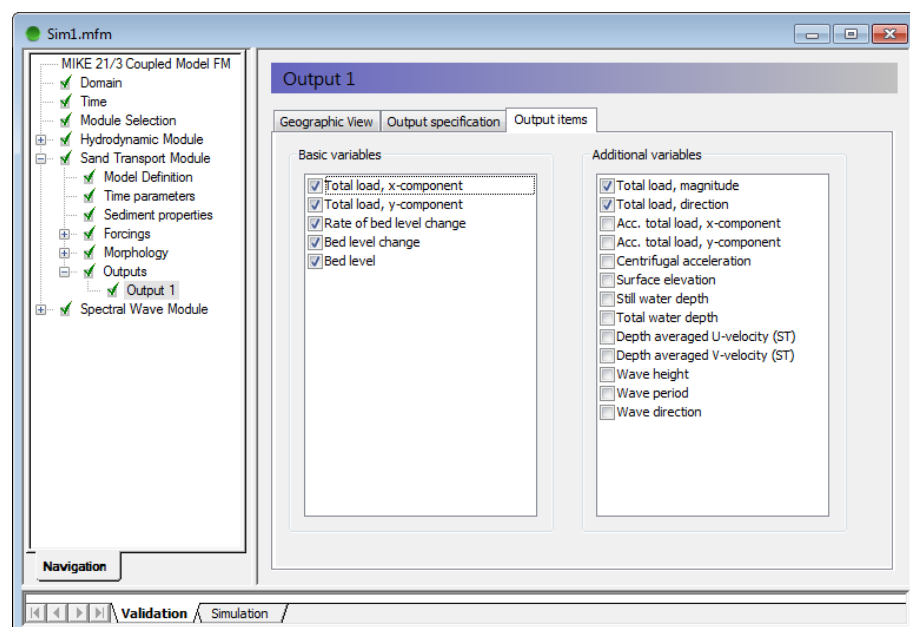 Sim1.mfm
MIKE 21/3 Coupled Model FM
Domain
Time
Module Selection
Hydrodynamic Module
Sand Transport Module
Model Definition
Time parameters
Sediment properties
Forcings
Morphology
Outputs
Output 1
Spectral Wave Module
Navigation
Output 1
Geographic View
Output specification
Output items
Basic variables
Total load, x-component
Total load, y-component
Rate of bed level change
Bed level change
Bed level
Additional variables
Total load, magnitude
Total load, direction
Acc. total load, x-component
Acc. total load, y-component
Centrifugal acceleration
Surface elevation
Still water depth
Total water depth
Depth averaged U-velocity (ST)
Depth averaged V-velocity (ST)
Wave height
Wave period
Wave direction
Validation
Simulation